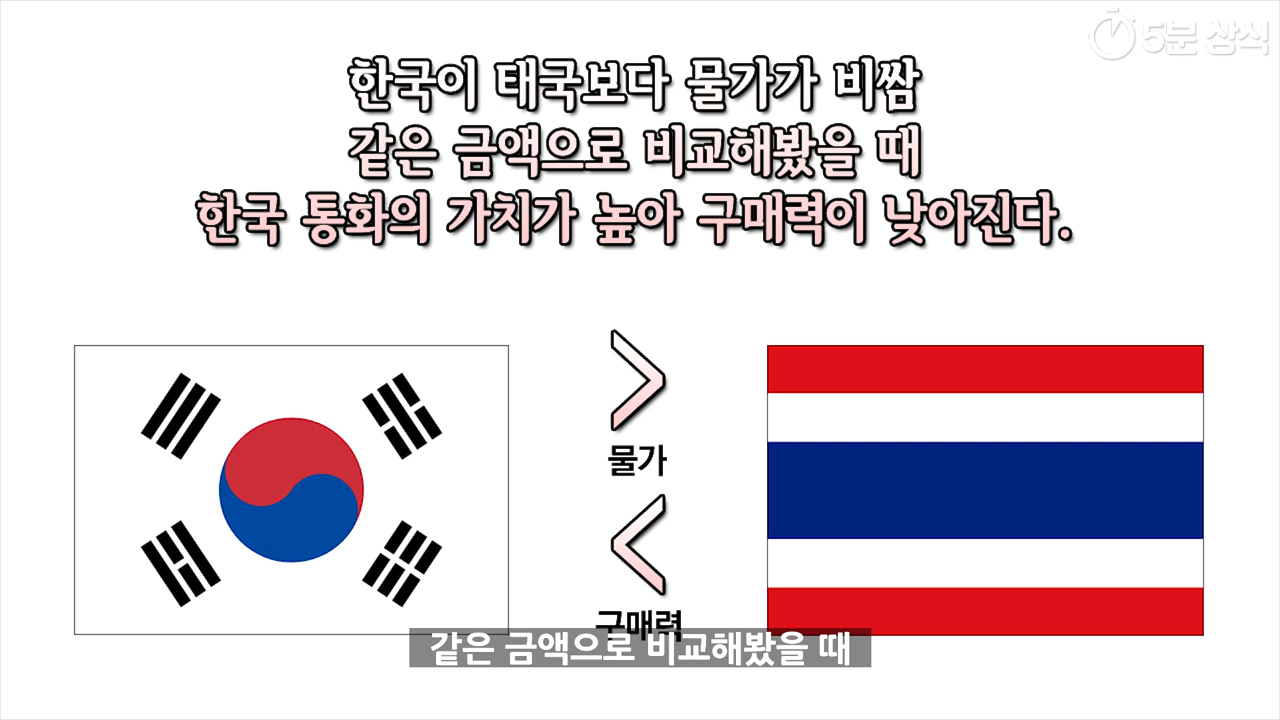 5분 상식
한국이 태국보다 물가가 비쌈
같은 금액으로 비교해봤을 때
한국 통화의 가치가 높아 구매력이 낮아진다.
물가
구매력
같은 금액으로 비교해봤을 때